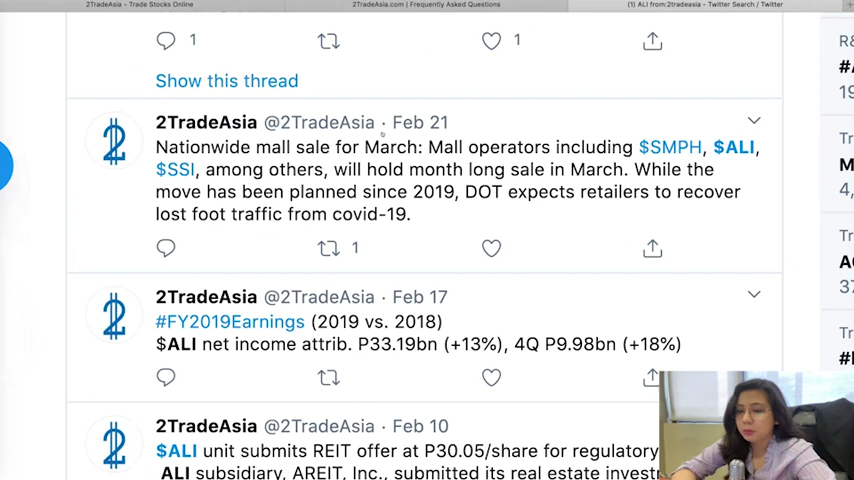 2TradeAsia - Trade Stocks Online
2TradeAsia.com | Frequently Asked Questions
(1) ALI from:2tradeasia - Twitter Search / Twitter
1
1
Show this thread
2TradeAsia @2TradeAsia · Feb 21
Nationwide mall sale for March: Mall operators including $SMPH, $ALI,
$SSI, among others, will hold month long sale in March. While the
move has been planned since 2019, DOT expects retailers to recover
lost foot traffic from covid-19.
1
2TradeAsia @2TradeAsia · Feb 17
#FY2019Earnings (2019 vs. 2018)
$ALI net income attrib. P33.19bn (+13%), 4Q P9.98bn (+18%)
2TradeAsia @2TradeAsia · Feb 10
$ALI unit submits REIT offer at P30.05/share for regulatory
ALI subsidiary, AREIT, Inc., submitted its real estate